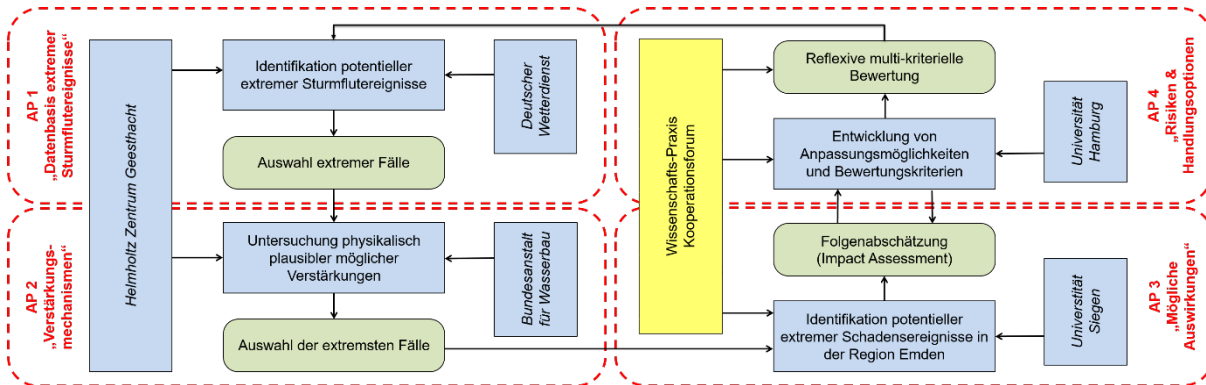 AP 1
„Datenbasis extremer
Sturmflutereignisse“
Helmholtz Zentrum Geesthacht
Identifikation potentieller
extremer Sturmflutereignisse
Deutscher
Wetterdienst
Auswahl extremer Fälle
AP 2
„Verstärkungs-
mechanismen“
Untersuchung physikalisch
plausibler möglicher
Verstärkungen
Bundesanstalt
für Wasserbau
Auswahl der extremsten Fälle
Wissenschafts-Praxis
Kooperationsforum
Reflexive multi-kriterielle
Bewertung
Entwicklung von
Anpassungsmöglichkeiten
und Bewertungskriterien
Universität
Hamburg
AP 4
„Risiken &
Handlungsoptionen
Folgenabschätzung
(Impact Assessment)
Identifikation potentieller
extremer Schadensereignisse in
der Region Emden
Universtität
Siegen
AP 3
„Mögliche
Auswirkungen“